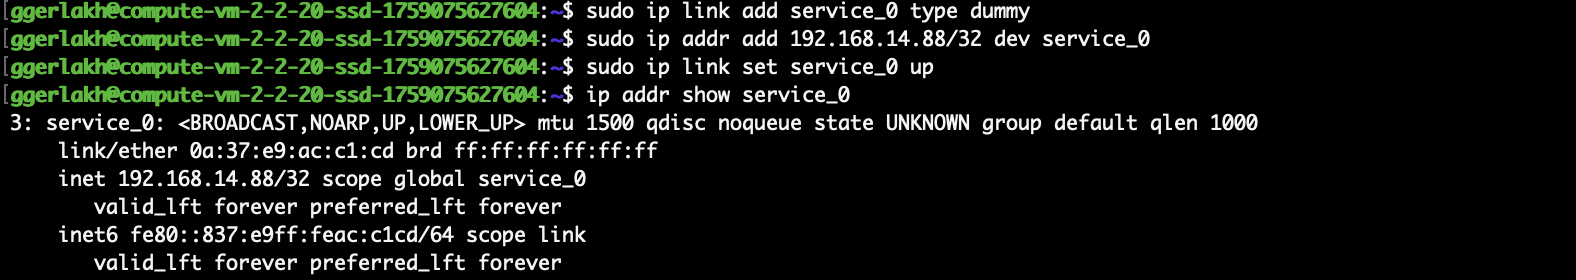 ggerlakh@compute-vm-2-2-20-ssd-1759075627604:~$ sudo ip link add service_0 type dummy
[ggerlakh@compute-vm-2-2-20-ssd-1759075627604:~$ sudo ip addr add 192.168.14.88/32 dev service_0
[ggerlakh@compute-vm-2-2-20-ssd-1759075627604:~$ sudo ip link set service_0 up
[ggerlakh@compute-vm-2-2-20-ssd-1759075627604:~$ ip addr show service_0
3: service_0: <BROADCAST,NOARP,UP,LOWER_UP> mtu 1500 qdisc noqueue state UNKNOWN group default qlen 1000
    link/ether 0a:37:e9:ac:c1:cd brd ff:ff:ff:ff:ff:ff
    inet 192.168.14.88/32 scope global service_0
       valid_lft forever preferred_lft forever
    inet6 fe80::837:e9ff:feac:c1cd/64 scope link
       valid_lft forever preferred_lft forever